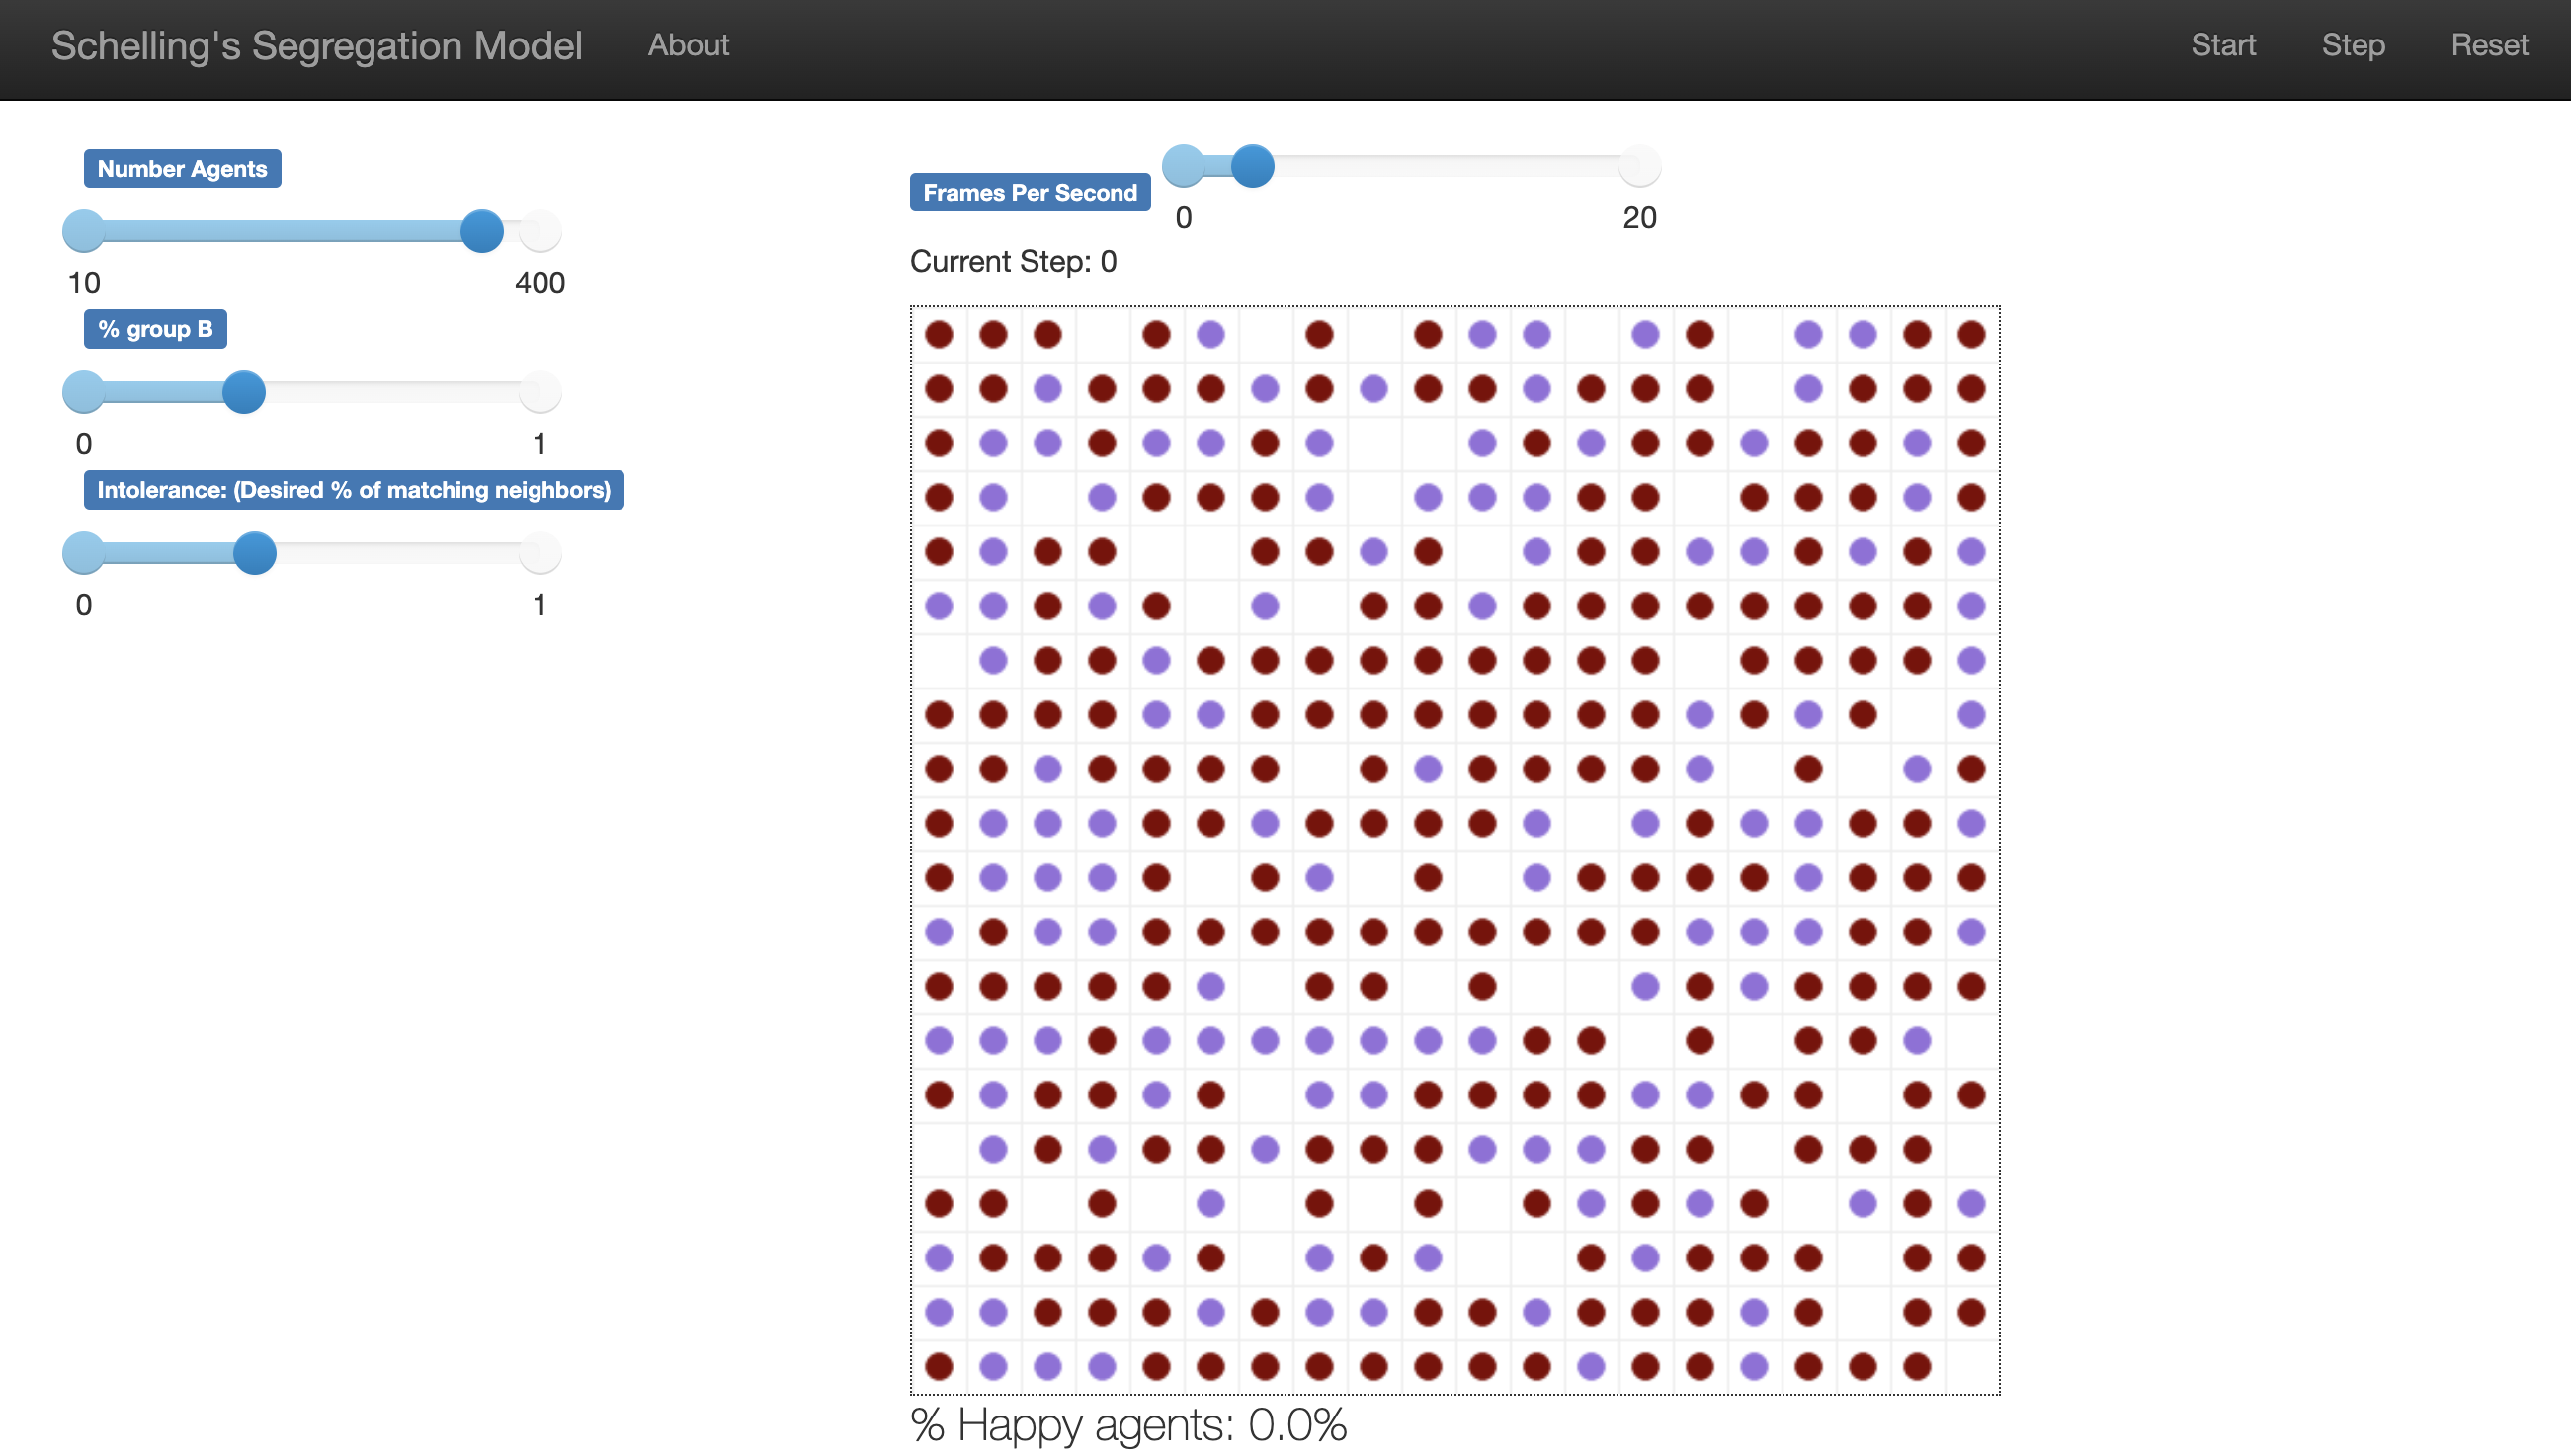 Schelling's Segregation Model About Start Step Reset
Number Agents
10 400
% group B
0 1
Intolerance: (Desired % of matching neighbors)
0 1
Frames Per Second
0 20
Current Step: 0
% Happy agents: 0.0%